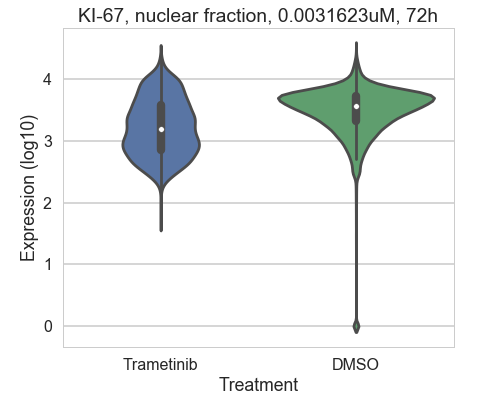 KI-67, nuclear fraction, 0.0031623uM, 72h
Expression (log10)
4
3
2
1
0
Trametinib
DMSO
Treatment